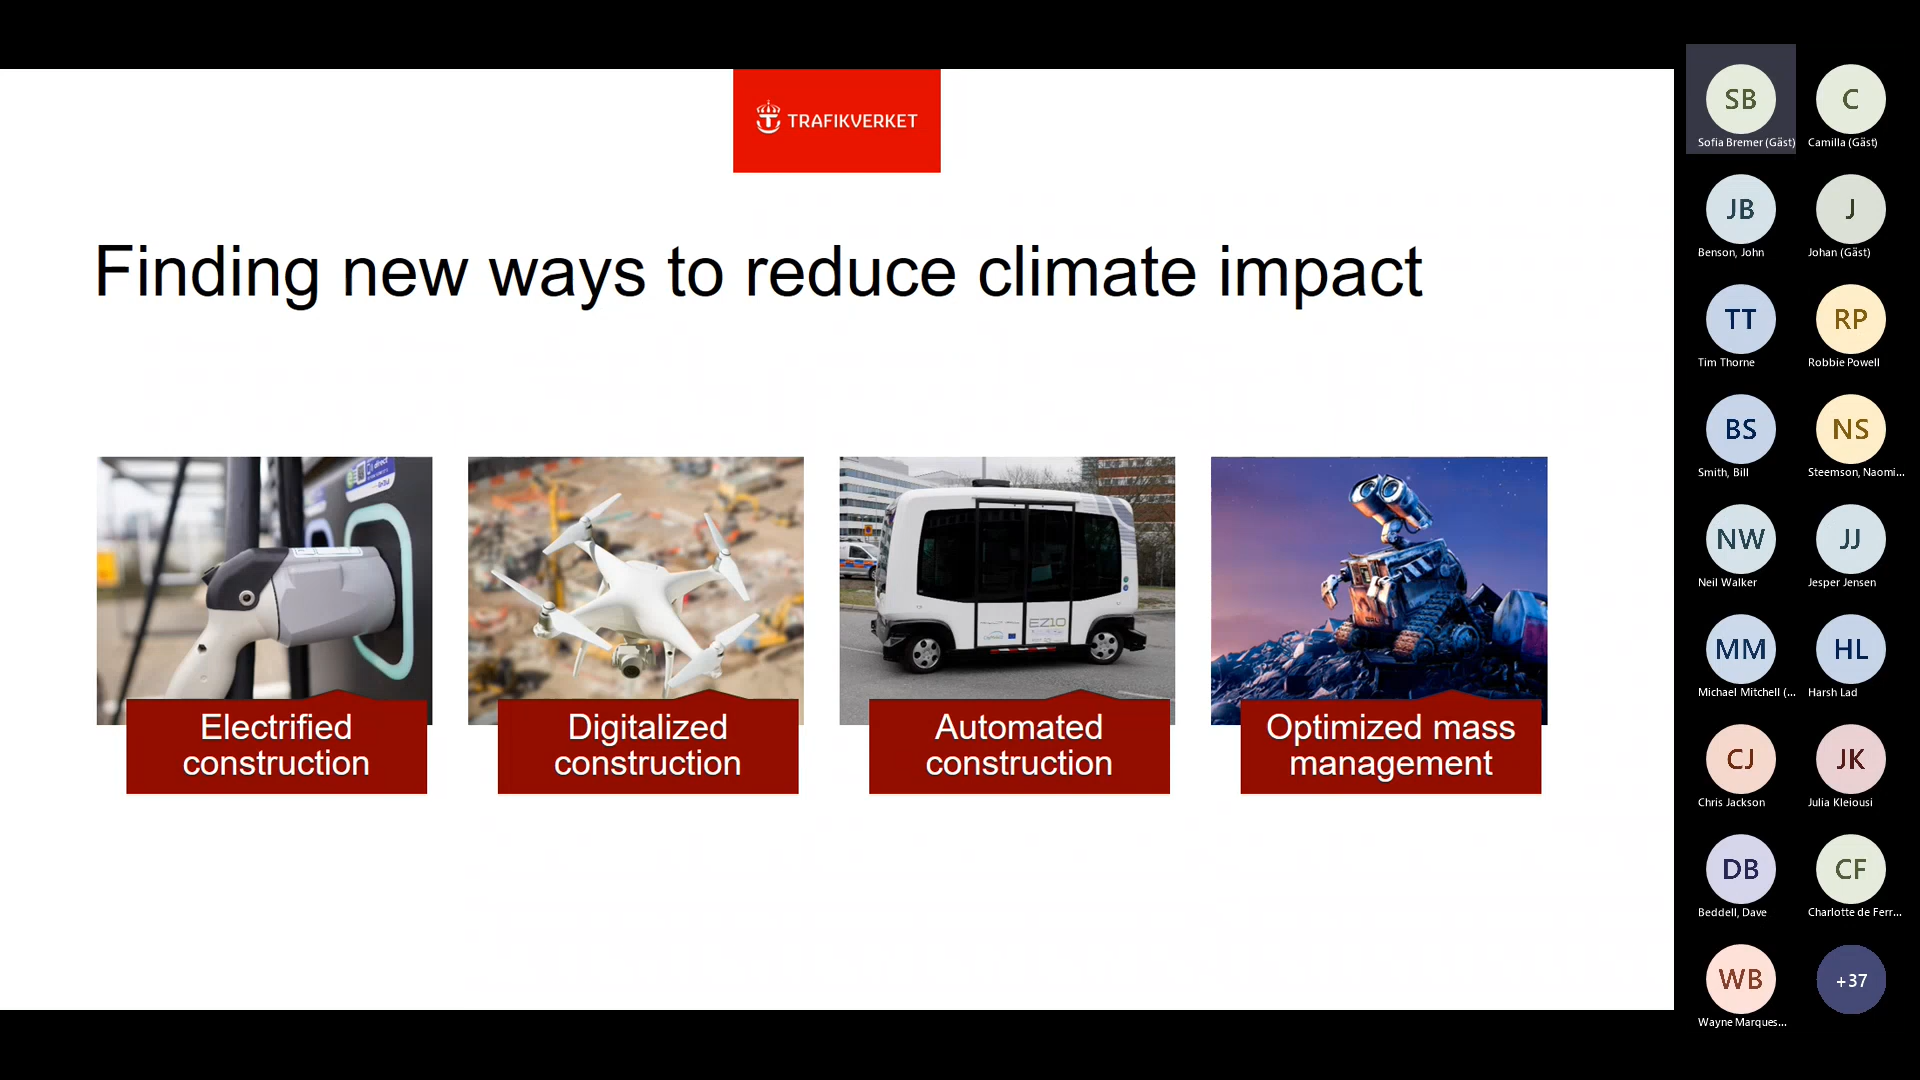 TRAFIKVERKET
Finding new ways to reduce climate impact
EZ10
Electrified
construction
Digitalized
construction
Automated
construction
Optimized mass
management
SB
Sofia Bremer (Gäst)
C
Camilla (Gäst)
JB
Benson, John
J
Johan (Gäst)
TT
Tim Thorne
RP
Robbie Powell
BS
Smith, Bill
NS
Steemson, Naomi...
NW
Neil Walker
JJ
Jesper Jensen
MM
Michael Mitchell (...
HL
Harsh Lad
CJ
Chris Jackson
JK
Julia Kleiousi
DB
Beddell, Dave
CF
Charlotte de Ferr...
WB
Wayne Marques...
+37